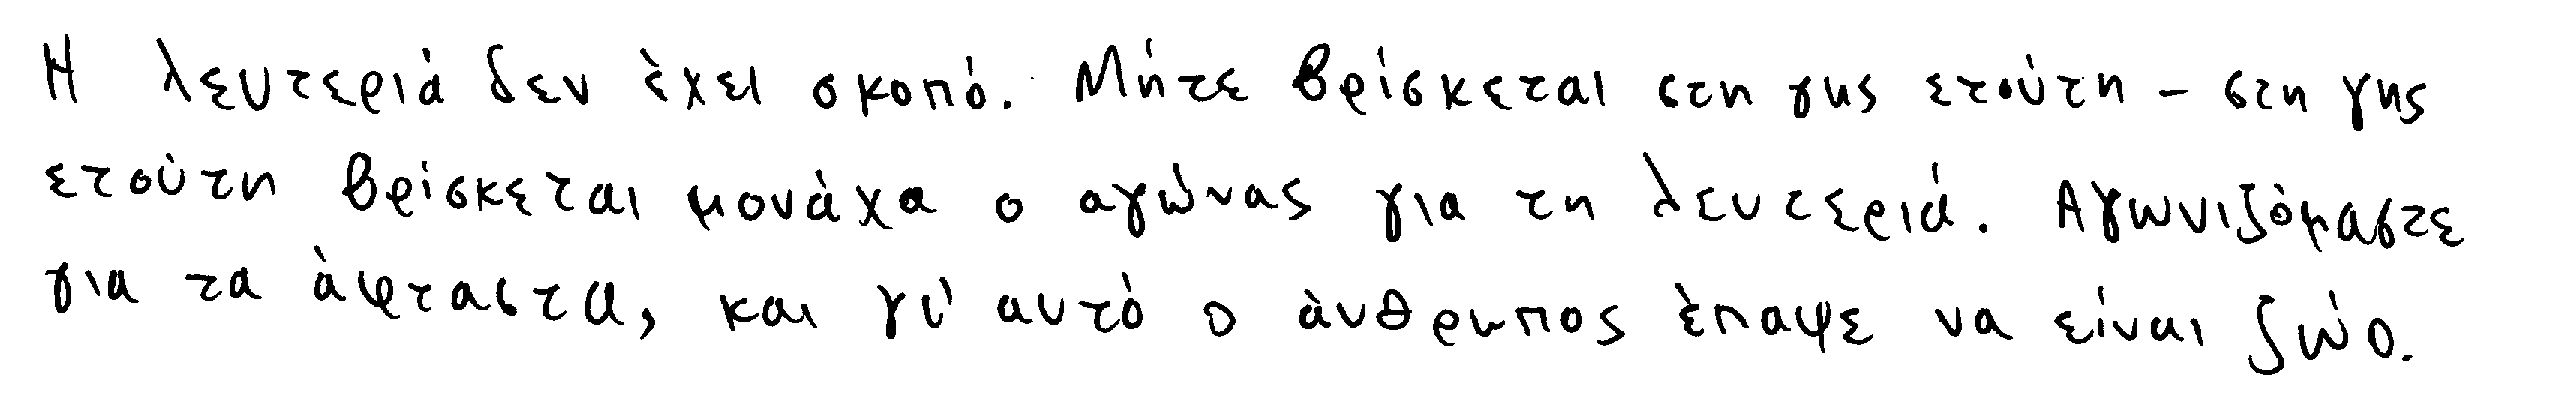 Η λευτεριά δεν έχει σκοπό. Μήτε βρίσκεται στη γης ετούτη - στη γης
ετούτη βρίσκεται μονάχα ο αγώνας για τη λευτεριά. Αγωνιζόμαστε
για τα άφταστα, και γι' αυτό ο άνθρωπος έπαψε να είναι ζώο.